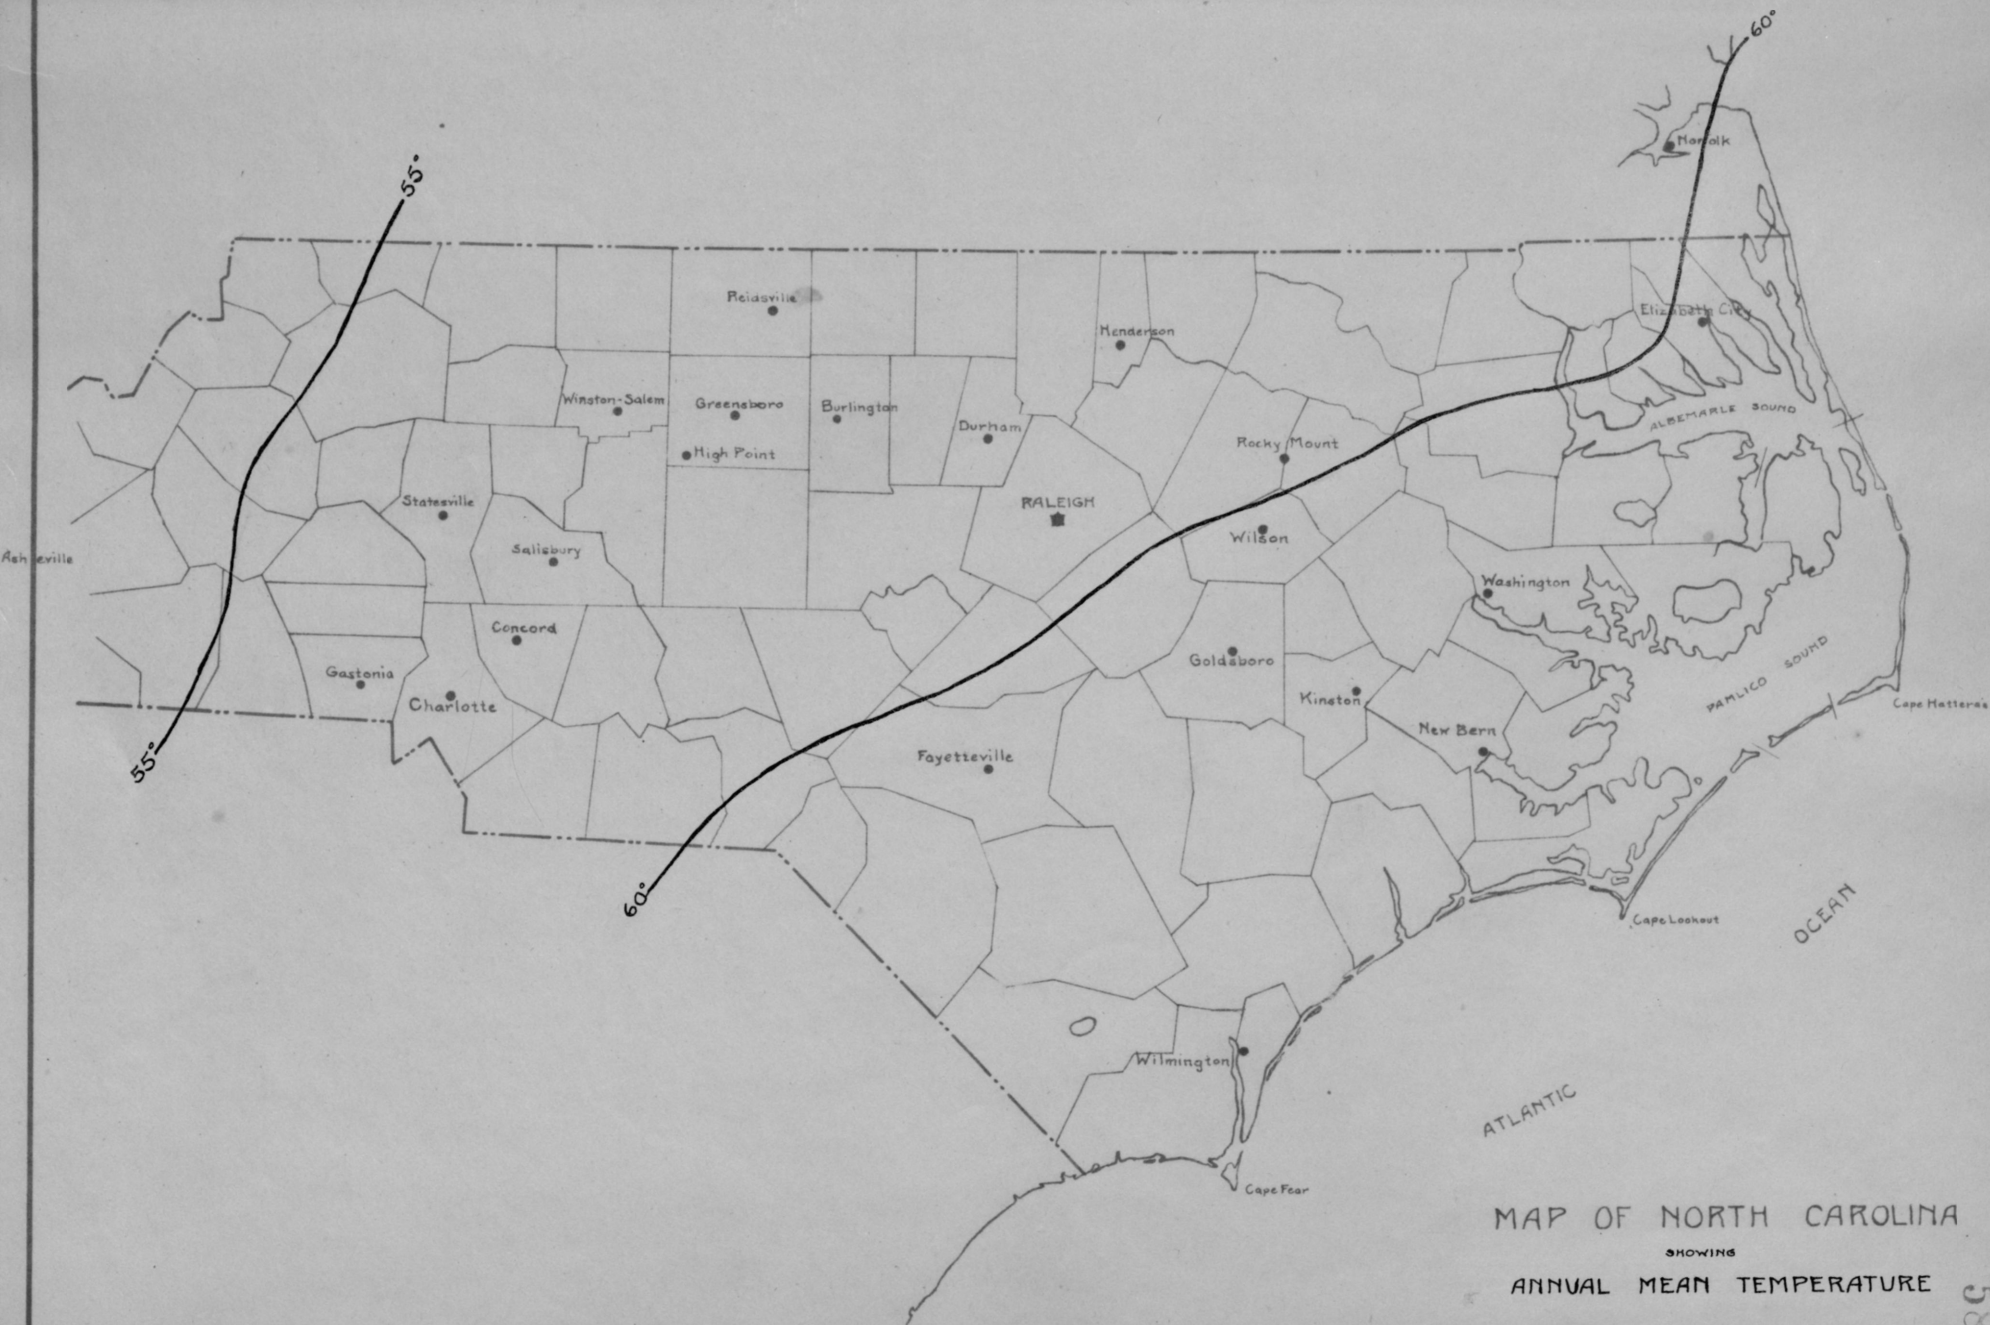 60°
Norfolk
55°
Reidsville
Elizabeth City
Henderson
Winston-Salem
Greensboro
Burlington
ALBEMARLE SOUND
Durham
Rocky Mount
High Point
Statesville
RALEIGH
Wilson
Salisbury
Asheville
Washington
Concord
Goldsboro
Gastonia
Kinston
PAMLICO SOUND
Charlotte
Cape Hatteras
New Bern
55°
Fayetteville
60°
Cape Lookout
OCEAN
Wilmington
ATLANTIC
Cape Fear
MAP OF NORTH CAROLINA
SHOWING
ANNUAL MEAN TEMPERATURE